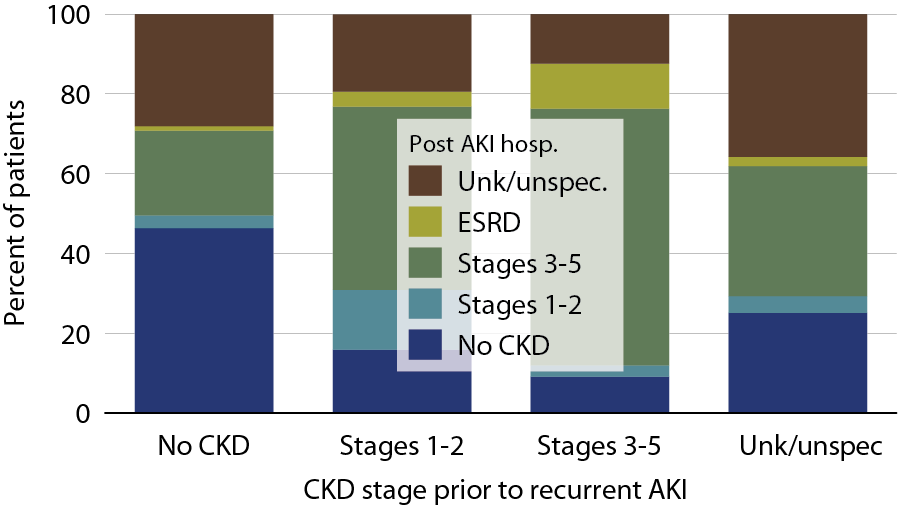 100
80
60
40
20
0
Percent of patients
Post AKI hosp.
Unk/unspec.
ESRD
Stages 3-5
Stages 1-2
No CKD
No CKD
Stages 1-2
Stages 3-5
Unk/unspec
CKD stage prior to recurrent AKI